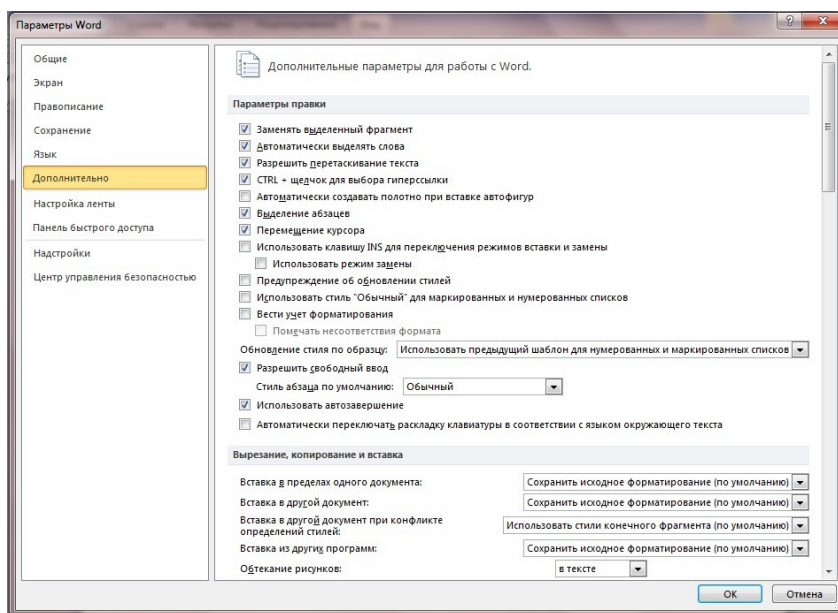 Параметры Word
Общие
Экран
Правописание
Сохранение
Язык
Дополнительно
Настройка ленты
Панель быстрого доступа
Надстройки
Центр управления безопасностью
Дополнительные параметры для работы с Word.
Параметры правки
Заменять выделенный фрагмент
Автоматически выделять слова
Разрешить перетаскивание текста
CTRL + щелчок для выбора гиперссылки
Автоматически создавать полотно при вставке автофигур
Выделение абзацев
Перемещение курсора
Использовать клавишу INS для переключения режимов вставки и замены
Использовать режим замены
Предупреждение об обновлении стилей
Использовать стиль "Обычный" для маркированных и нумерованных списков
Вести учет форматирования
Помечать несоответствия формата
Обновление стиля по образцу: Использовать предыдущий шаблон для нумерованных и маркированных списков
Разрешить свободный ввод
Стиль абзаца по умолчанию: Обычный
Использовать автозавершение
Автоматически переключать раскладку клавиатуры в соответствии с языком окружающего текста
Вырезание, копирование и вставка
Вставка в пределах одного документа: Сохранить исходное форматирование (по умолчанию)
Вставка в другой документ: Сохранить исходное форматирование (по умолчанию)
Вставка в другой документ при конфликте
определений стилей: Использовать стили конечного фрагмента (по умолчанию)
Вставка из других программ: Сохранить исходное форматирование (по умолчанию)
Обтекание рисунков: в тексте
ОК Отмена